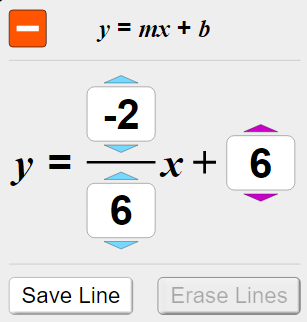 y = mx + b
y = -2/6 x + 6
Save Line Erase Lines